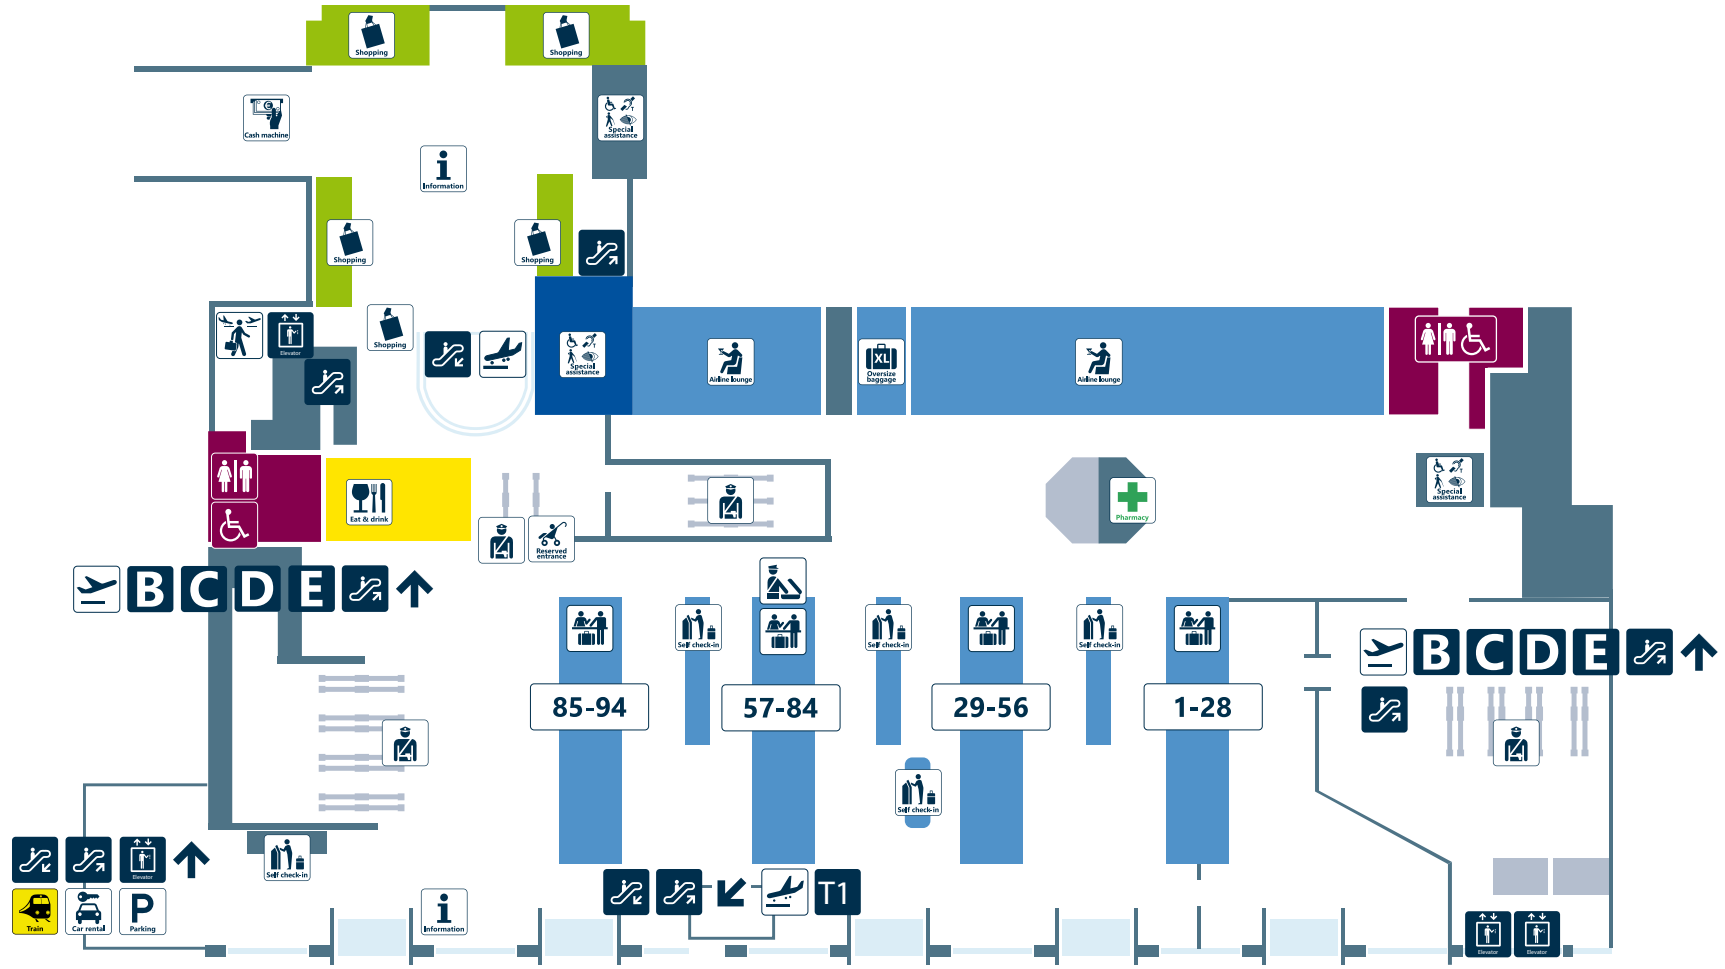 Shopping
Shopping
Cash machine
Special
assistance
Information
Shopping
Shopping
Shopping
Elevator
Special
assistance
Airline lounge
XL
Oversize
baggage
Airline lounge
Eat & drink
Reserved
entrance
Pharmacy
Special
assistance
B C D E
Self check-in
Self check-in
Self check-in
B C D E
85-94
57-84
29-56
1-28
Self check-in
Elevator
Self check-in
Train
Car rental
P
Parking
Information
T1
Elevator
Elevator